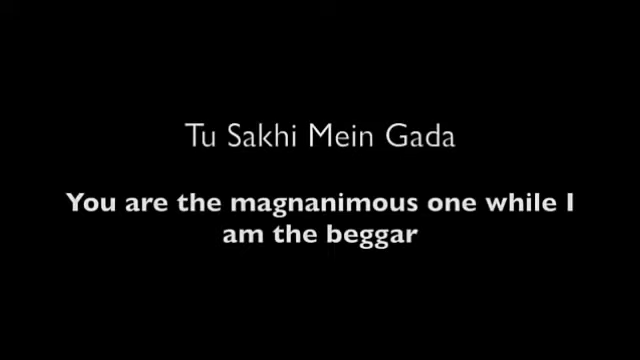 Tu Sakhi Mein Gada
You are the magnanimous one while I
am the beggar